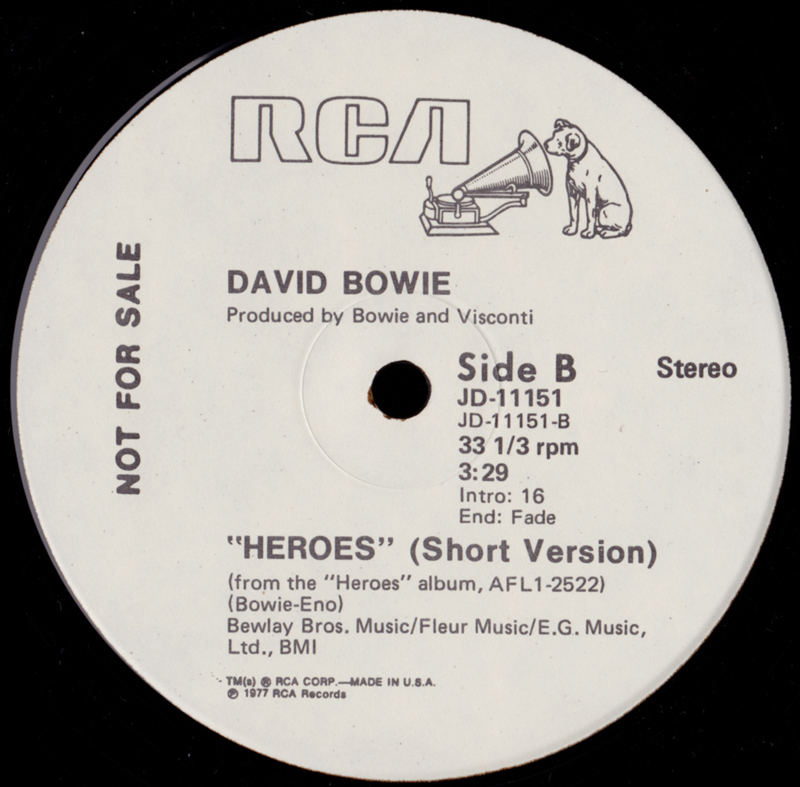 RCA
NOT FOR SALE
DAVID BOWIE
Produced by Bowie and Visconti
Side B
Stereo
JD-11151
JD-11151-B
33 1/3 rpm
3:29
Intro: 16
End: Fade
"HEROES" (Short Version)
(from the "Heroes" album, AFL1-2522)
(Bowie-Eno)
Bewlay Bros. Music/Fleur Music/E.G. Music,
Ltd., BMI
TM(s) ® RCA CORP.—MADE IN U.S.A.
℗ 1977 RCA Records